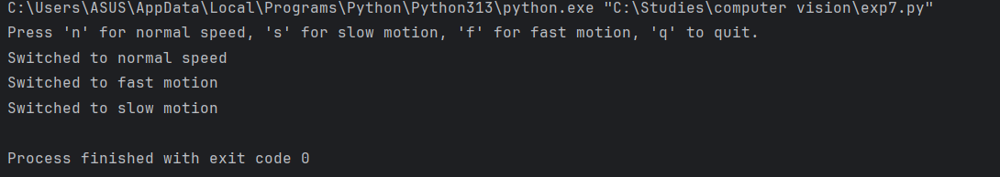 C:\Users\ASUS\AppData\Local\Programs\Python\Python313\python.exe "C:\Studies\computer vision\exp7.py"
Press 'n' for normal speed, 's' for slow motion, 'f' for fast motion, 'q' to quit.
Switched to normal speed
Switched to fast motion
Switched to slow motion
Process finished with exit code 0